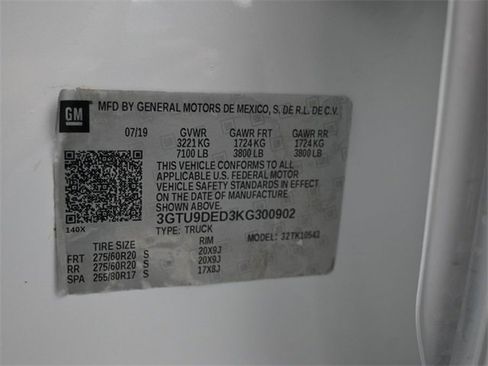 GM
MFD BY GENERAL MOTORS DE MEXICO, S. DE R.L. DE C.V.
07/19 GVWR GAWR FRT GAWR RR
3221 KG 1724 KG 1724 KG
7100 LB 3800 LB 3800 LB
THIS VEHICLE CONFORMS TO ALL
APPLICABLE U.S. FEDERAL MOTOR
VEHICLE SAFETY STANDARDS IN EFFECT
ON THE DATE OF MANUFACTURE
SHOWN ABOVE.
3GTU9DED3KG300902
140X TYPE: TRUCK MODEL: 32TK10543
TIRE SIZE RIM
FRT 275/60R20 S 20X9J
RR 275/60R20 S 20X9J
SPA 255/80R17 S 17X8J